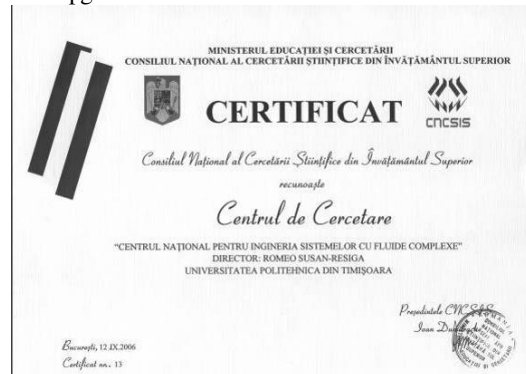 MINISTERUL EDUCAȚIEI ȘI CERCETĂRII
CONSILIUL NAȚIONAL AL CERCETĂRII ȘTIINȚIFICE DIN ÎNVĂȚĂMÂNTUL SUPERIOR
CERTIFICAT
CNCSIS
Consiliul Național al Cercetării Științifice din Învățământul Superior
recunoaște
Centrul de Cercetare
“CENTRUL NAȚIONAL PENTRU INGINERIA SISTEMELOR CU FLUIDE COMPLEXE”
DIRECTOR: ROMEO SUSAN-RESIGA
UNIVERSITATEA POLITEHNICA DIN TIMIȘOARA
Președintele CNCSIS
Ioan
București, 12 .IX.2006
Certificat nr. 13